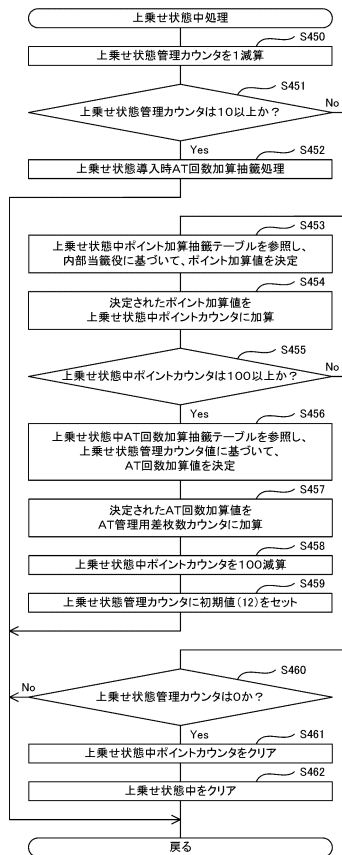 上乗せ状態中処理
S450
上乗せ状態管理カウンタを1減算
S451
上乗せ状態管理カウンタは10以上か？
No
Yes
S452
上乗せ状態導入時AT回数加算抽籤処理
S453
上乗せ状態中ポイント加算抽籤テーブルを参照し、
内部当籤役に基づいて、ポイント加算値を決定
S454
決定されたポイント加算値を
上乗せ状態中ポイントカウンタに加算
S455
上乗せ状態中ポイントカウンタは100以上か？
No
Yes
S456
上乗せ状態中AT回数加算抽籤テーブルを参照し、
上乗せ状態管理カウンタ値に基づいて、
AT回数加算値を決定
S457
決定されたAT回数加算値を
AT管理用差枚数カウンタに加算
S458
上乗せ状態中ポイントカウンタを100減算
S459
上乗せ状態管理カウンタに初期値（12）をセット
S460
No
上乗せ状態管理カウンタは0か？
Yes
S461
上乗せ状態中ポイントカウンタをクリア
S462
上乗せ状態中をクリア
戻る